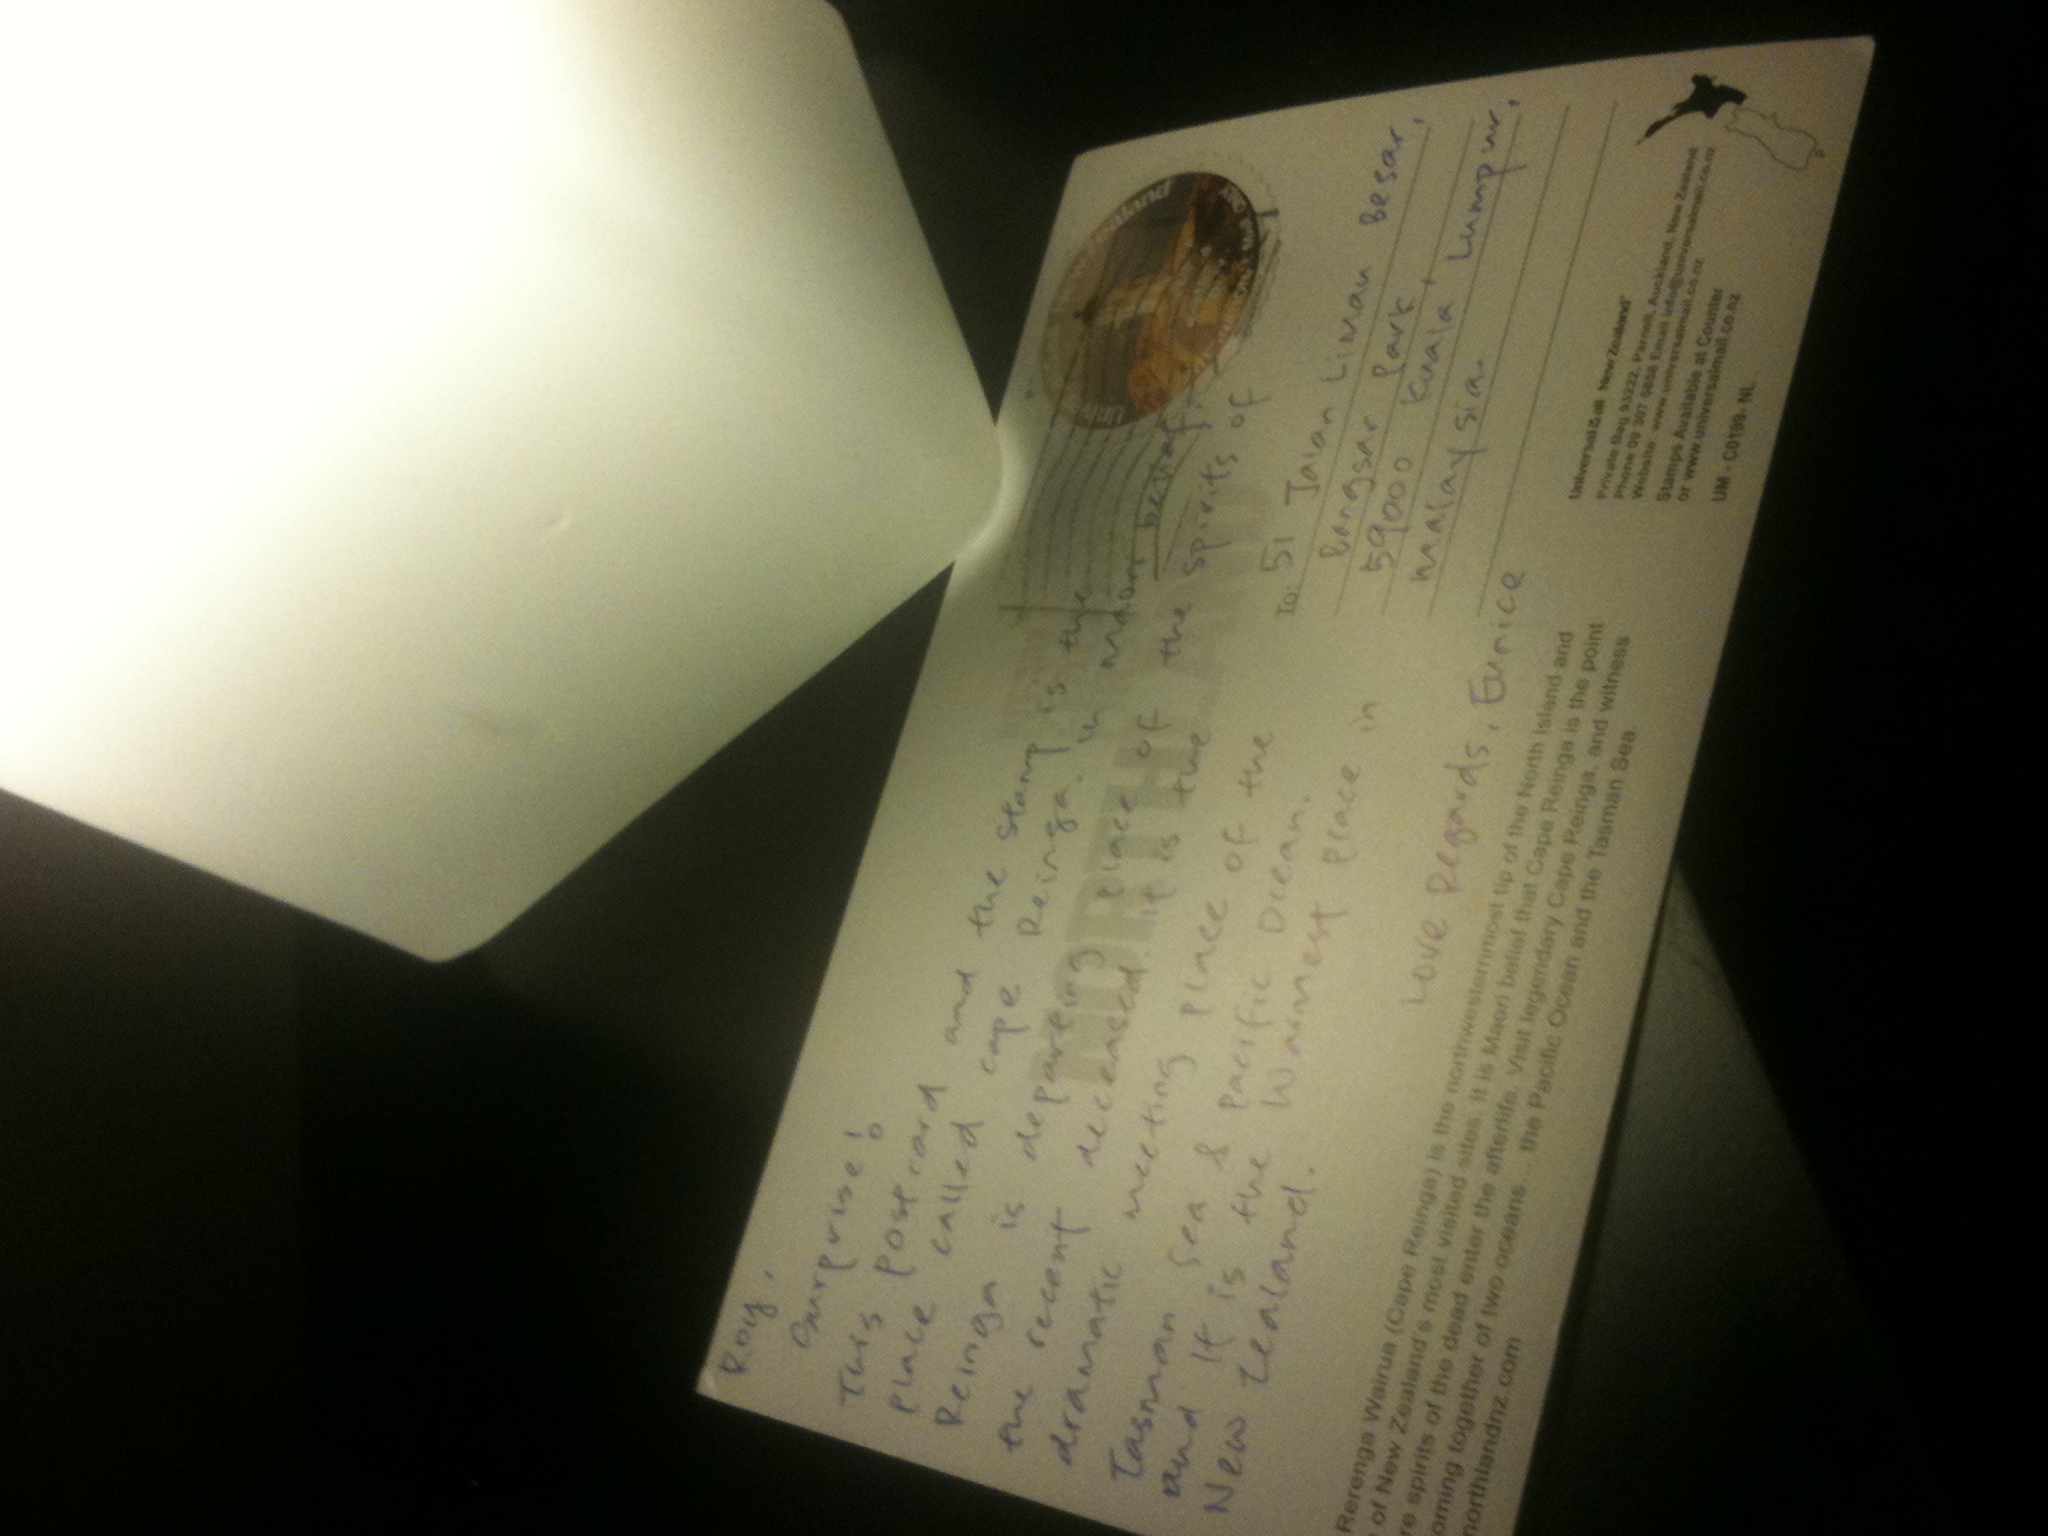 Roy,
Surprise!
This postcard and the stamp is the
place called cape Reinga. In Maori belief,
Reinga is departing place of the spirits of
the recent deceased. It is the
dramatic meeting place of the
Tasman Sea & Pacific Ocean.
and It is the Warmest place in
New Zealand.
Love Regards, Eunice
NORTHLAND
To: 51 Jalan Limau Besar,
Bangsar Park,
59000 Kuala Lumpur,
Malaysia
Rerenga Wairua (Cape Reinga) is the northwesternmost tip of the North Island and
of New Zealand's most visited sites. It is Maori belief that Cape Reinga is the point
spirits of the dead enter the afterlife. Visit legendary Cape Reinga, and witness
oming together of two oceans... the Pacific Ocean and the Tasman Sea.
northlandnz.com
UniversalMail New Zealand
Private Bag 93222, Parnell, Auckland, New Zealand
Phone 09 307 5858 Email info@universalmail.co.nz
Website: www.universalmail.co.nz
Stamps Available at Counter
or www.universalmail.co.nz
UM - C0199- NL